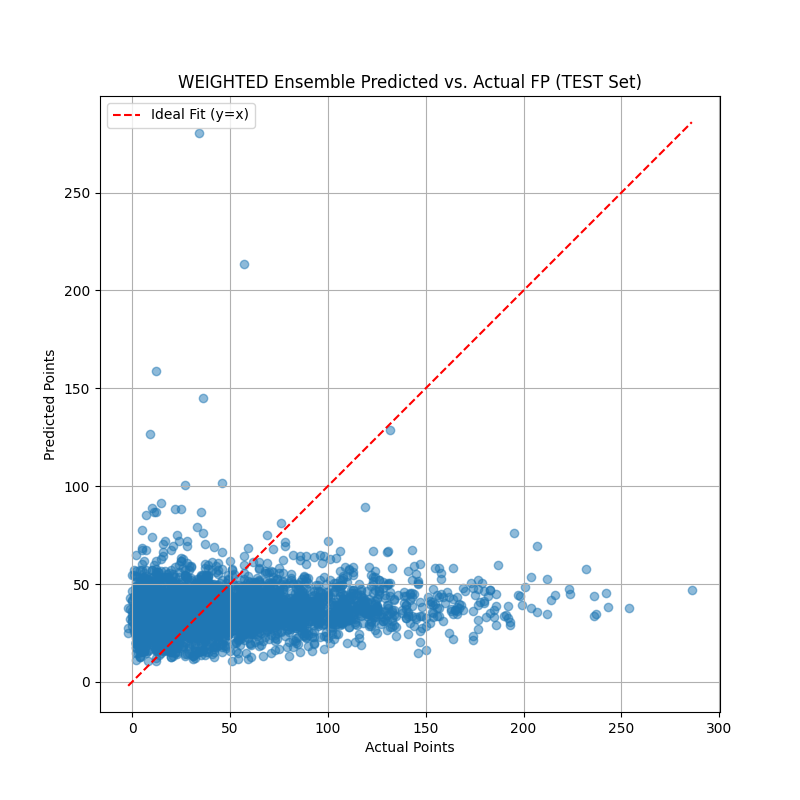 WEIGHTED Ensemble Predicted vs. Actual FP (TEST Set)
Ideal Fit (y=x)
250
200
150
100
50
0
Predicted Points
0 50 100 150 200 250 300
Actual Points